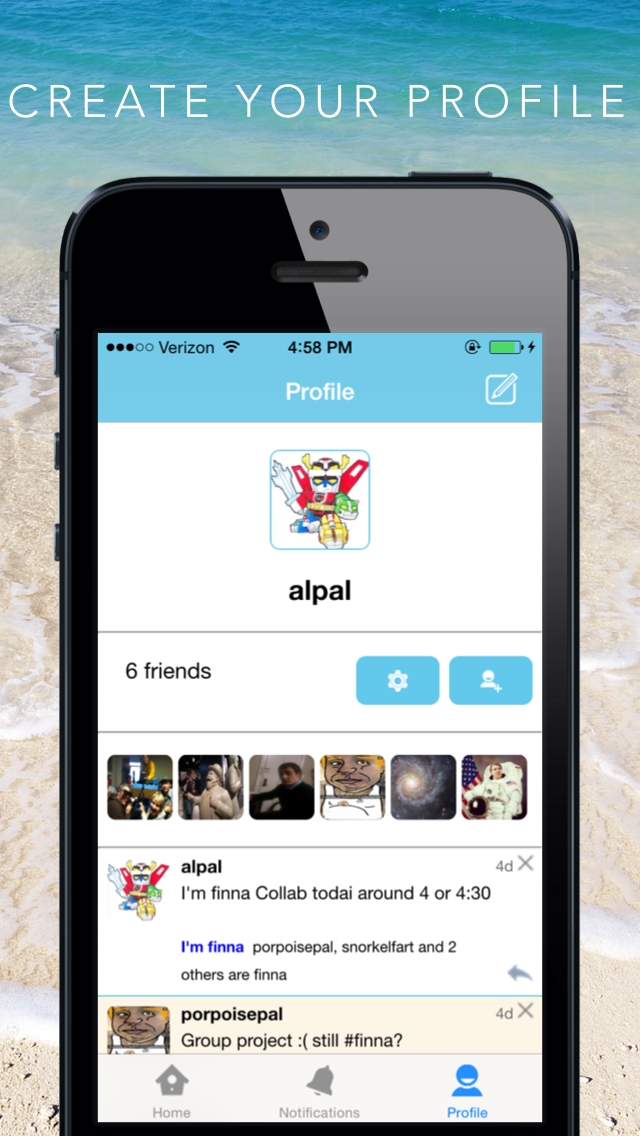 CREATE YOUR PROFILE
Verizon 4:58 PM
Profile
alpal
6 friends
alpal 4d
I'm finna Collab todai around 4 or 4:30
I'm finna porpoisepal, snorkelfart and 2
others are finna
porpoisepal 4d
Group project :( still #finna?
Home Notifications Profile